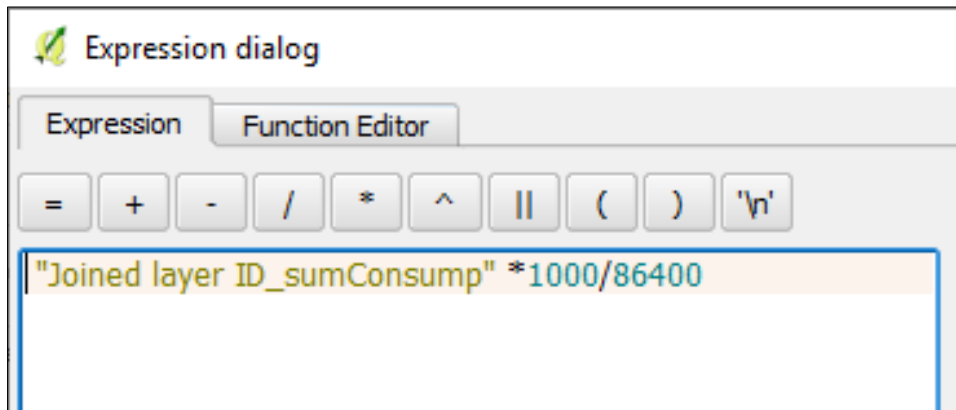 Expression dialog
Expression Function Editor
= + - / * ^ || ( ) '\n'
"Joined layer ID_sumConsump" *1000/86400